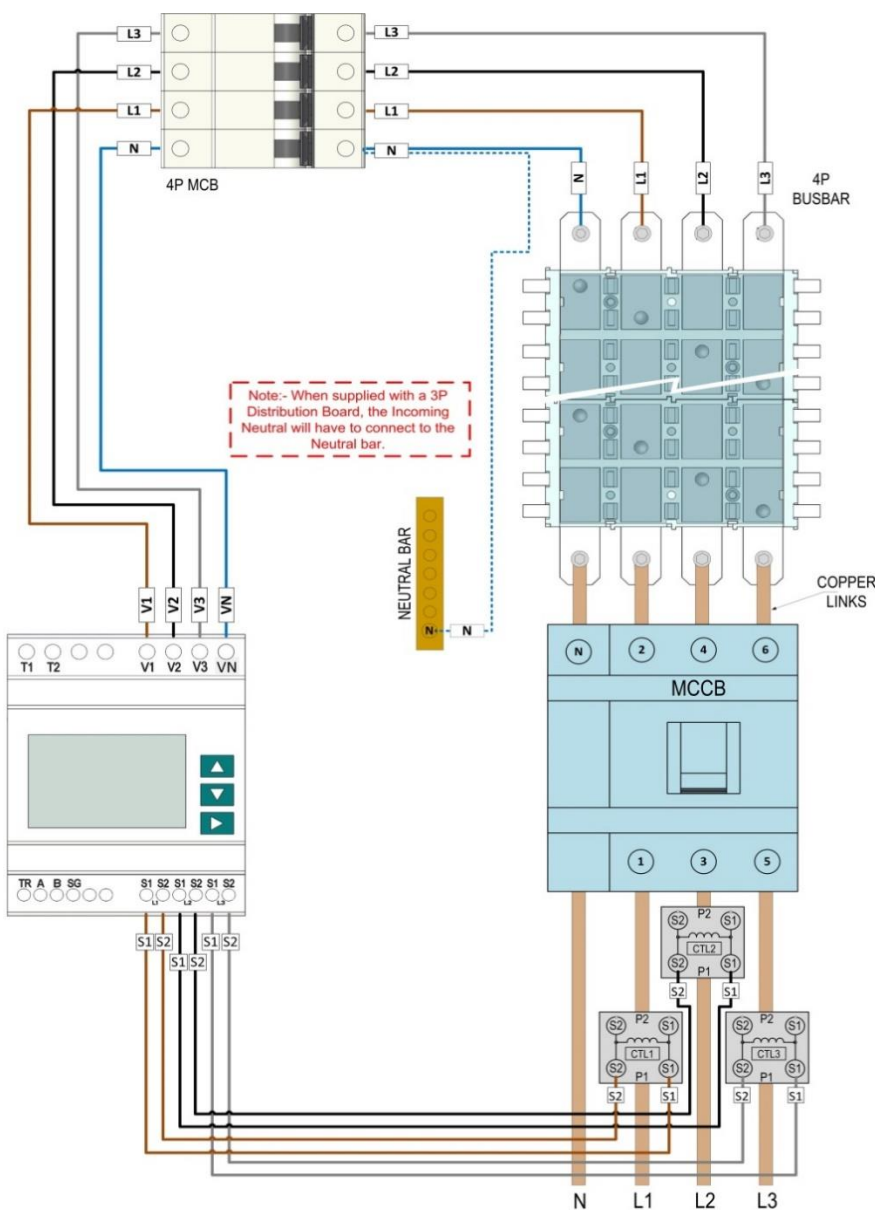 L3
L3
L2
L2
L1
L1
N
N
4P MCB
N
L1
L2
L3
4P
BUSBAR
Note:- When supplied with a 3P
Distribution Board, the Incoming
Neutral will have to connect to the
Neutral bar.
NEUTRAL BAR
N
N
COPPER
LINKS
V1
V2
V3
VN
T1 T2 V1 V2 V3 VN
N 2 4 6
MCCB
1 3 5
TR A B SG S1 S2 S1 S2 S1 S2
L1 L2 L3
S1 S2 S1 S2
S1 S2
P2
S2 S1
CTL2
S2 S1
P1
S2 S1
P2
S2 S1
CTL1
S2 S1
P1
S2 S1
P2
S2 S1
CTL3
S2 S1
P1
S2 S1
N L1 L2 L3